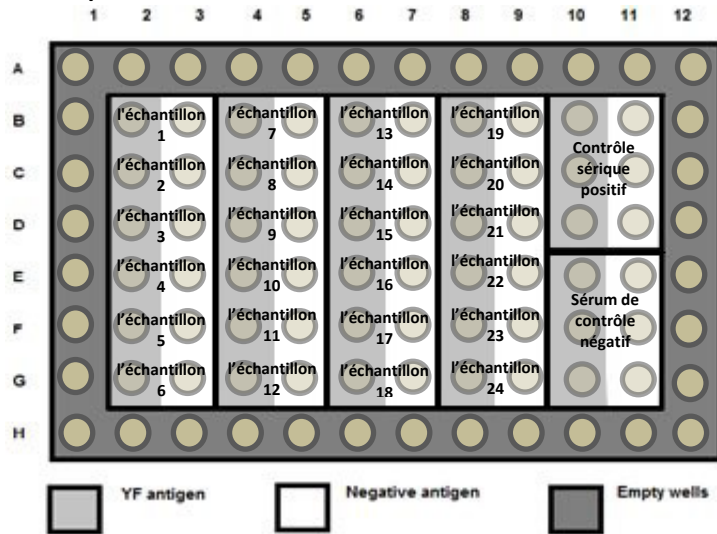 1 2 3 4 5 6 7 8 9 10 11 12
A
B
C
D
E
F
G
H
l'échantillon
1
l'échantillon
7
l'échantillon
13
l'échantillon
19
l'échantillon
2
l'échantillon
8
l'échantillon
14
l'échantillon
20
l'échantillon
3
l'échantillon
9
l'échantillon
15
l'échantillon
21
l'échantillon
4
l'échantillon
10
l'échantillon
16
l'échantillon
22
l'échantillon
5
l'échantillon
11
l'échantillon
17
l'échantillon
23
l'échantillon
6
l'échantillon
12
l'échantillon
18
l'échantillon
24
Contrôle
sérique
positif
Sérum de
contrôle
négatif
YF antigen
Negative antigen
Empty wells